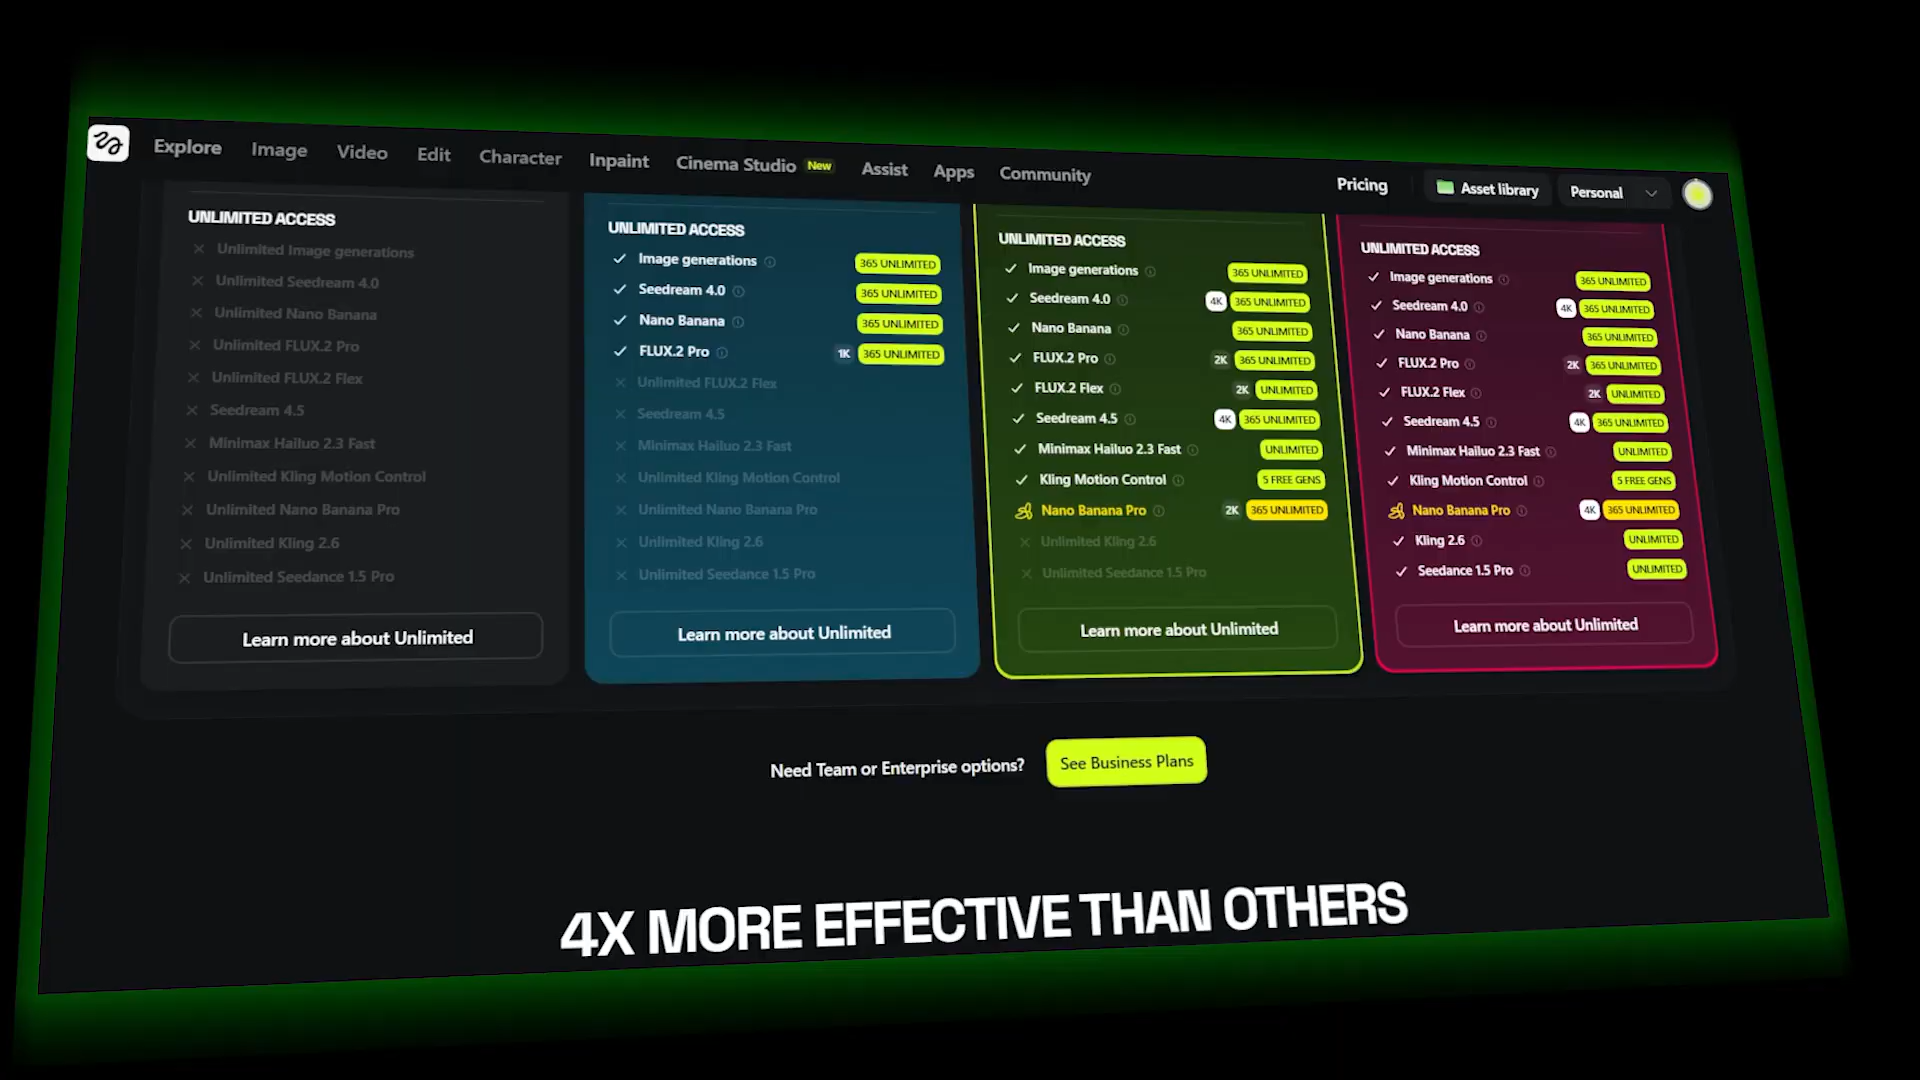 Explore Image Video Edit Character Inpaint Cinema Studio New Assist Apps Community Pricing Asset library Personal
UNLIMITED ACCESS
Unlimited Image generations
Unlimited Seedream 4.0
Unlimited Nano Banana
Unlimited FLUX.2 Pro
Unlimited FLUX.2 Flex
Seedream 4.5
Minimax Hailuo 2.3 Fast
Unlimited Kling Motion Control
Unlimited Nano Banana Pro
Unlimited Kling 2.6
Unlimited Seedance 1.5 Pro
Learn more about Unlimited
UNLIMITED ACCESS
Image generations 365 UNLIMITED
Seedream 4.0 365 UNLIMITED
Nano Banana 365 UNLIMITED
FLUX.2 Pro 1K 365 UNLIMITED
Unlimited FLUX.2 Flex
Seedream 4.5
Minimax Hailuo 2.3 Fast
Unlimited Kling Motion Control
Unlimited Nano Banana Pro
Unlimited Kling 2.6
Unlimited Seedance 1.5 Pro
Learn more about Unlimited
UNLIMITED ACCESS
Image generations 365 UNLIMITED
Seedream 4.0 4K 365 UNLIMITED
Nano Banana 365 UNLIMITED
FLUX.2 Pro 2K 365 UNLIMITED
FLUX.2 Flex 2K UNLIMITED
Seedream 4.5 4K 365 UNLIMITED
Minimax Hailuo 2.3 Fast UNLIMITED
Kling Motion Control 5 FREE GENS
Nano Banana Pro 2K 365 UNLIMITED
Unlimited Kling 2.6
Unlimited Seedance 1.5 Pro
Learn more about Unlimited
UNLIMITED ACCESS
Image generations 365 UNLIMITED
Seedream 4.0 4K 365 UNLIMITED
Nano Banana 365 UNLIMITED
FLUX.2 Pro 2K 365 UNLIMITED
FLUX.2 Flex 2K UNLIMITED
Seedream 4.5 4K 365 UNLIMITED
Minimax Hailuo 2.3 Fast UNLIMITED
Kling Motion Control 5 FREE GENS
Nano Banana Pro 4K 365 UNLIMITED
Kling 2.6 UNLIMITED
Seedance 1.5 Pro UNLIMITED
Learn more about Unlimited
Need Team or Enterprise options? See Business Plans
4X MORE EFFECTIVE THAN OTHERS